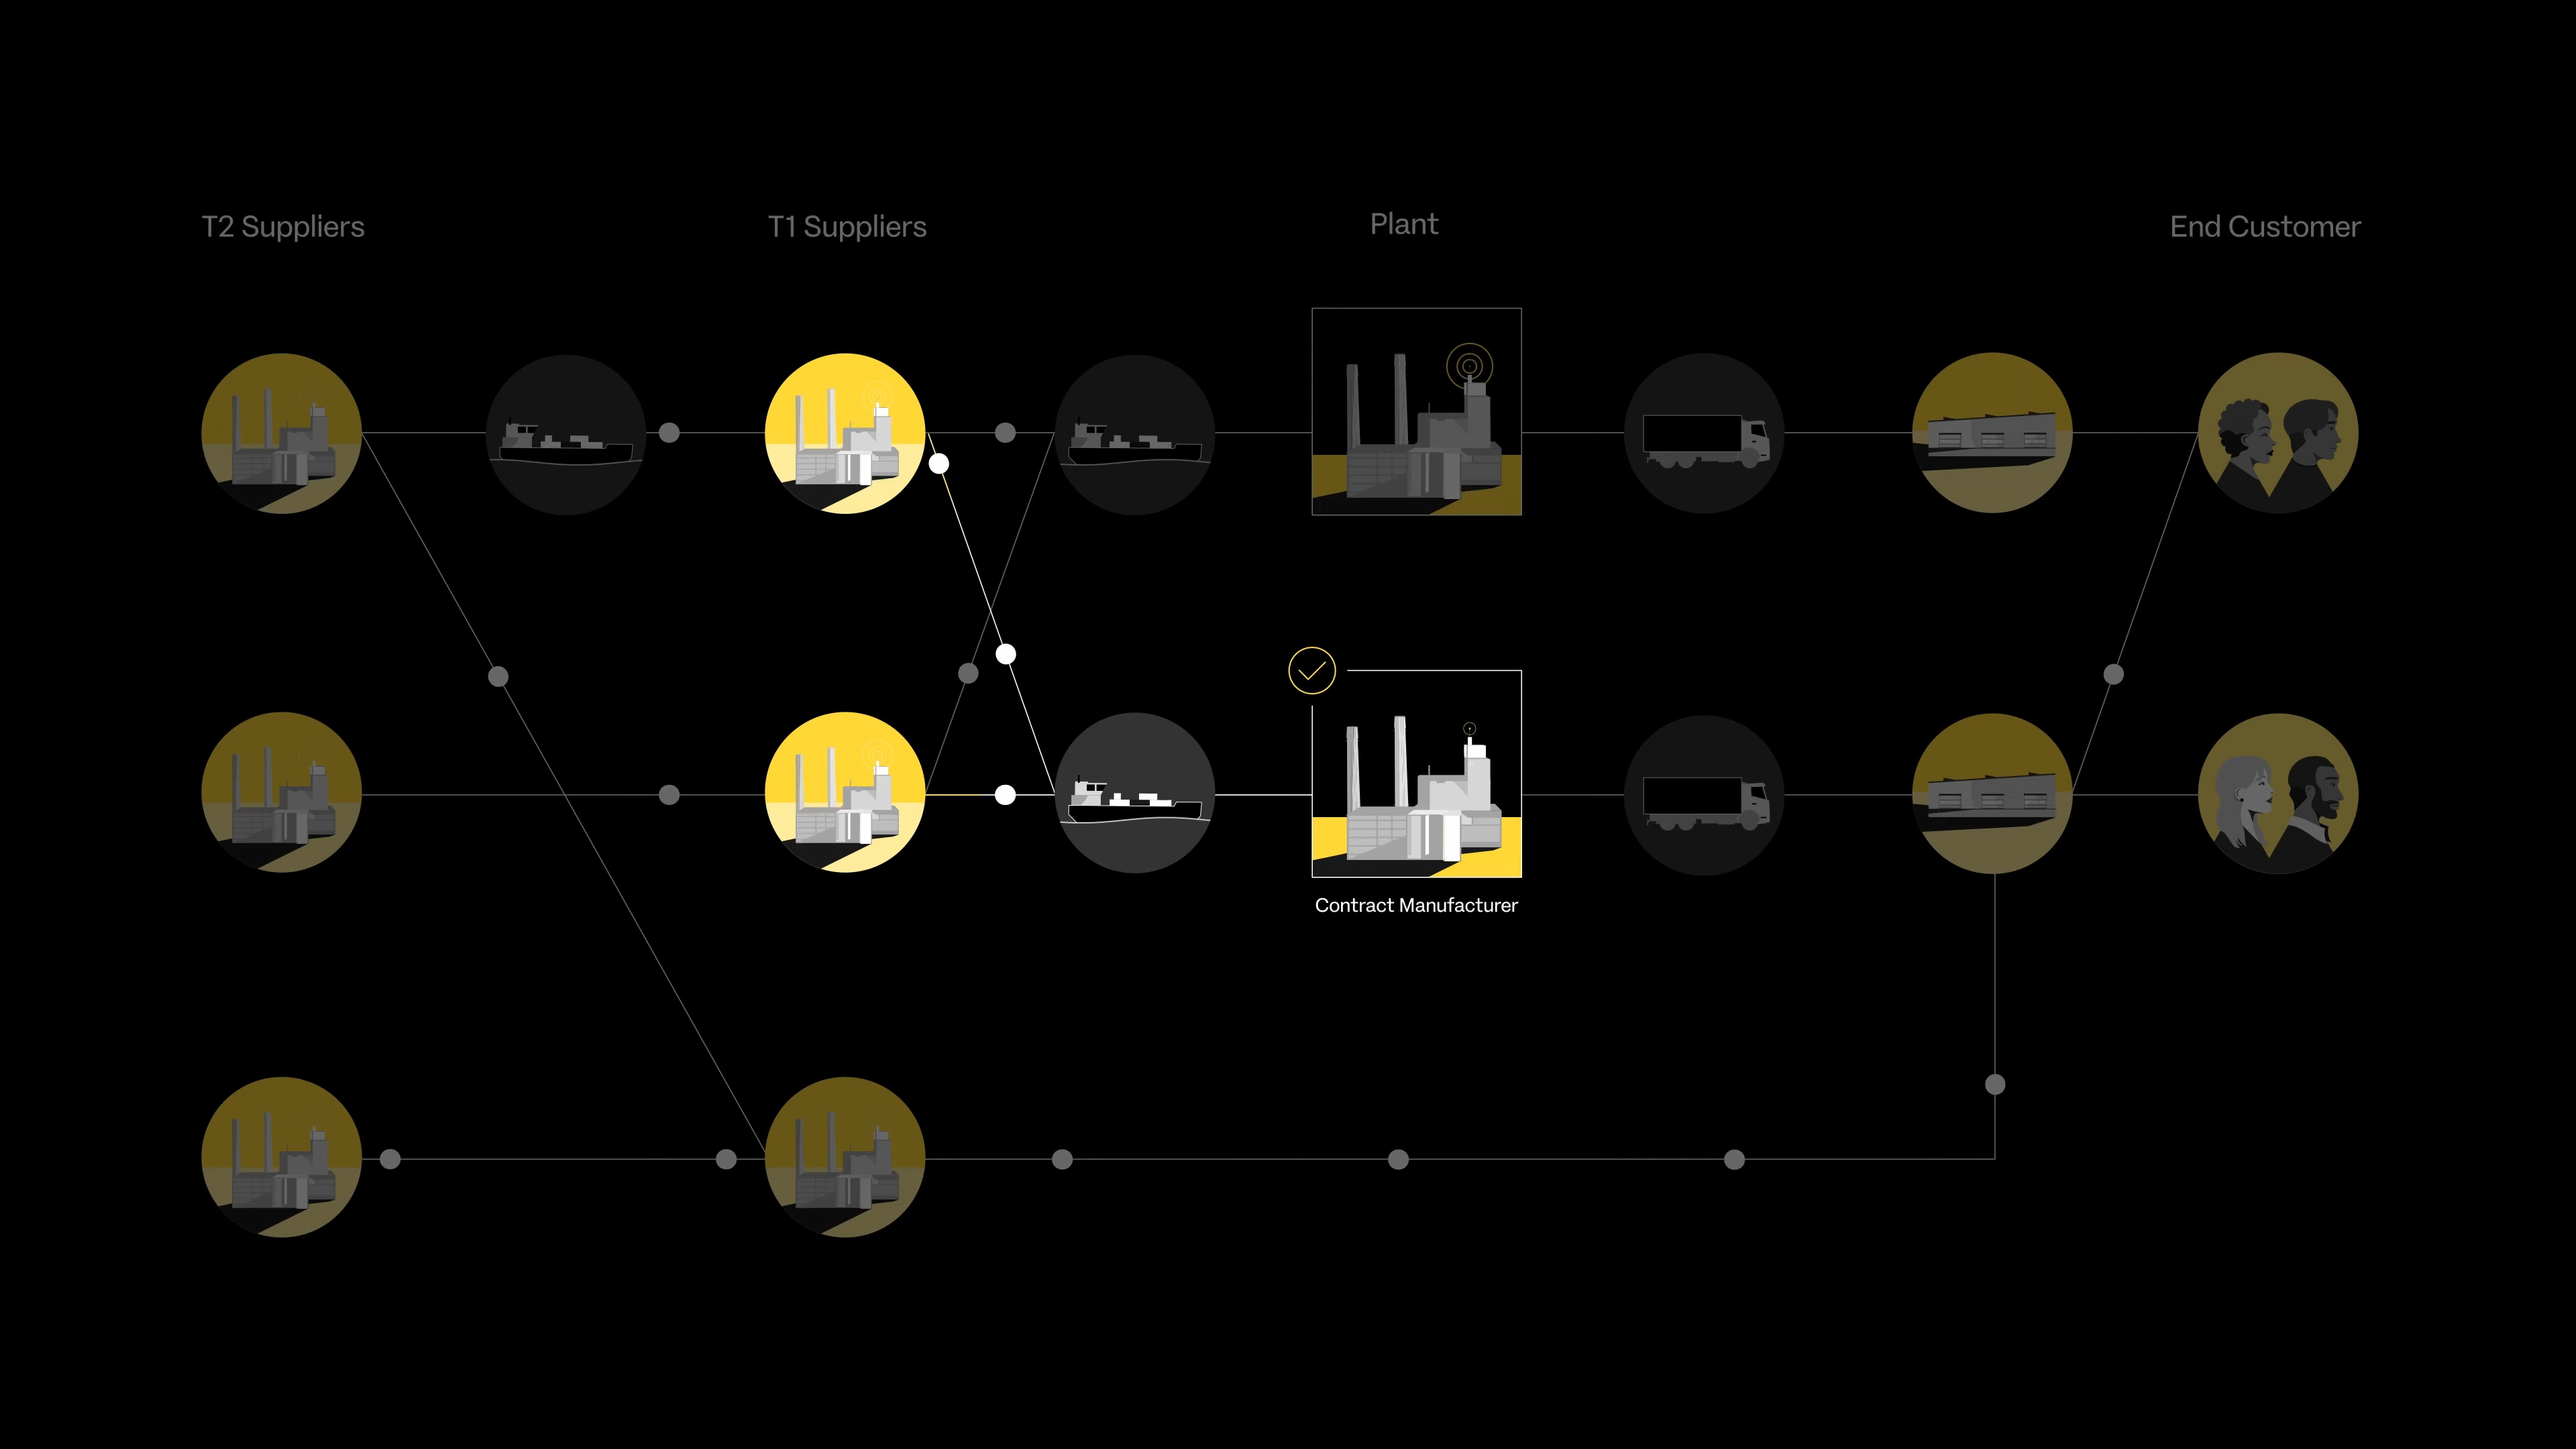 T2 Suppliers
T1 Suppliers
Plant
End Customer
Contract Manufacturer